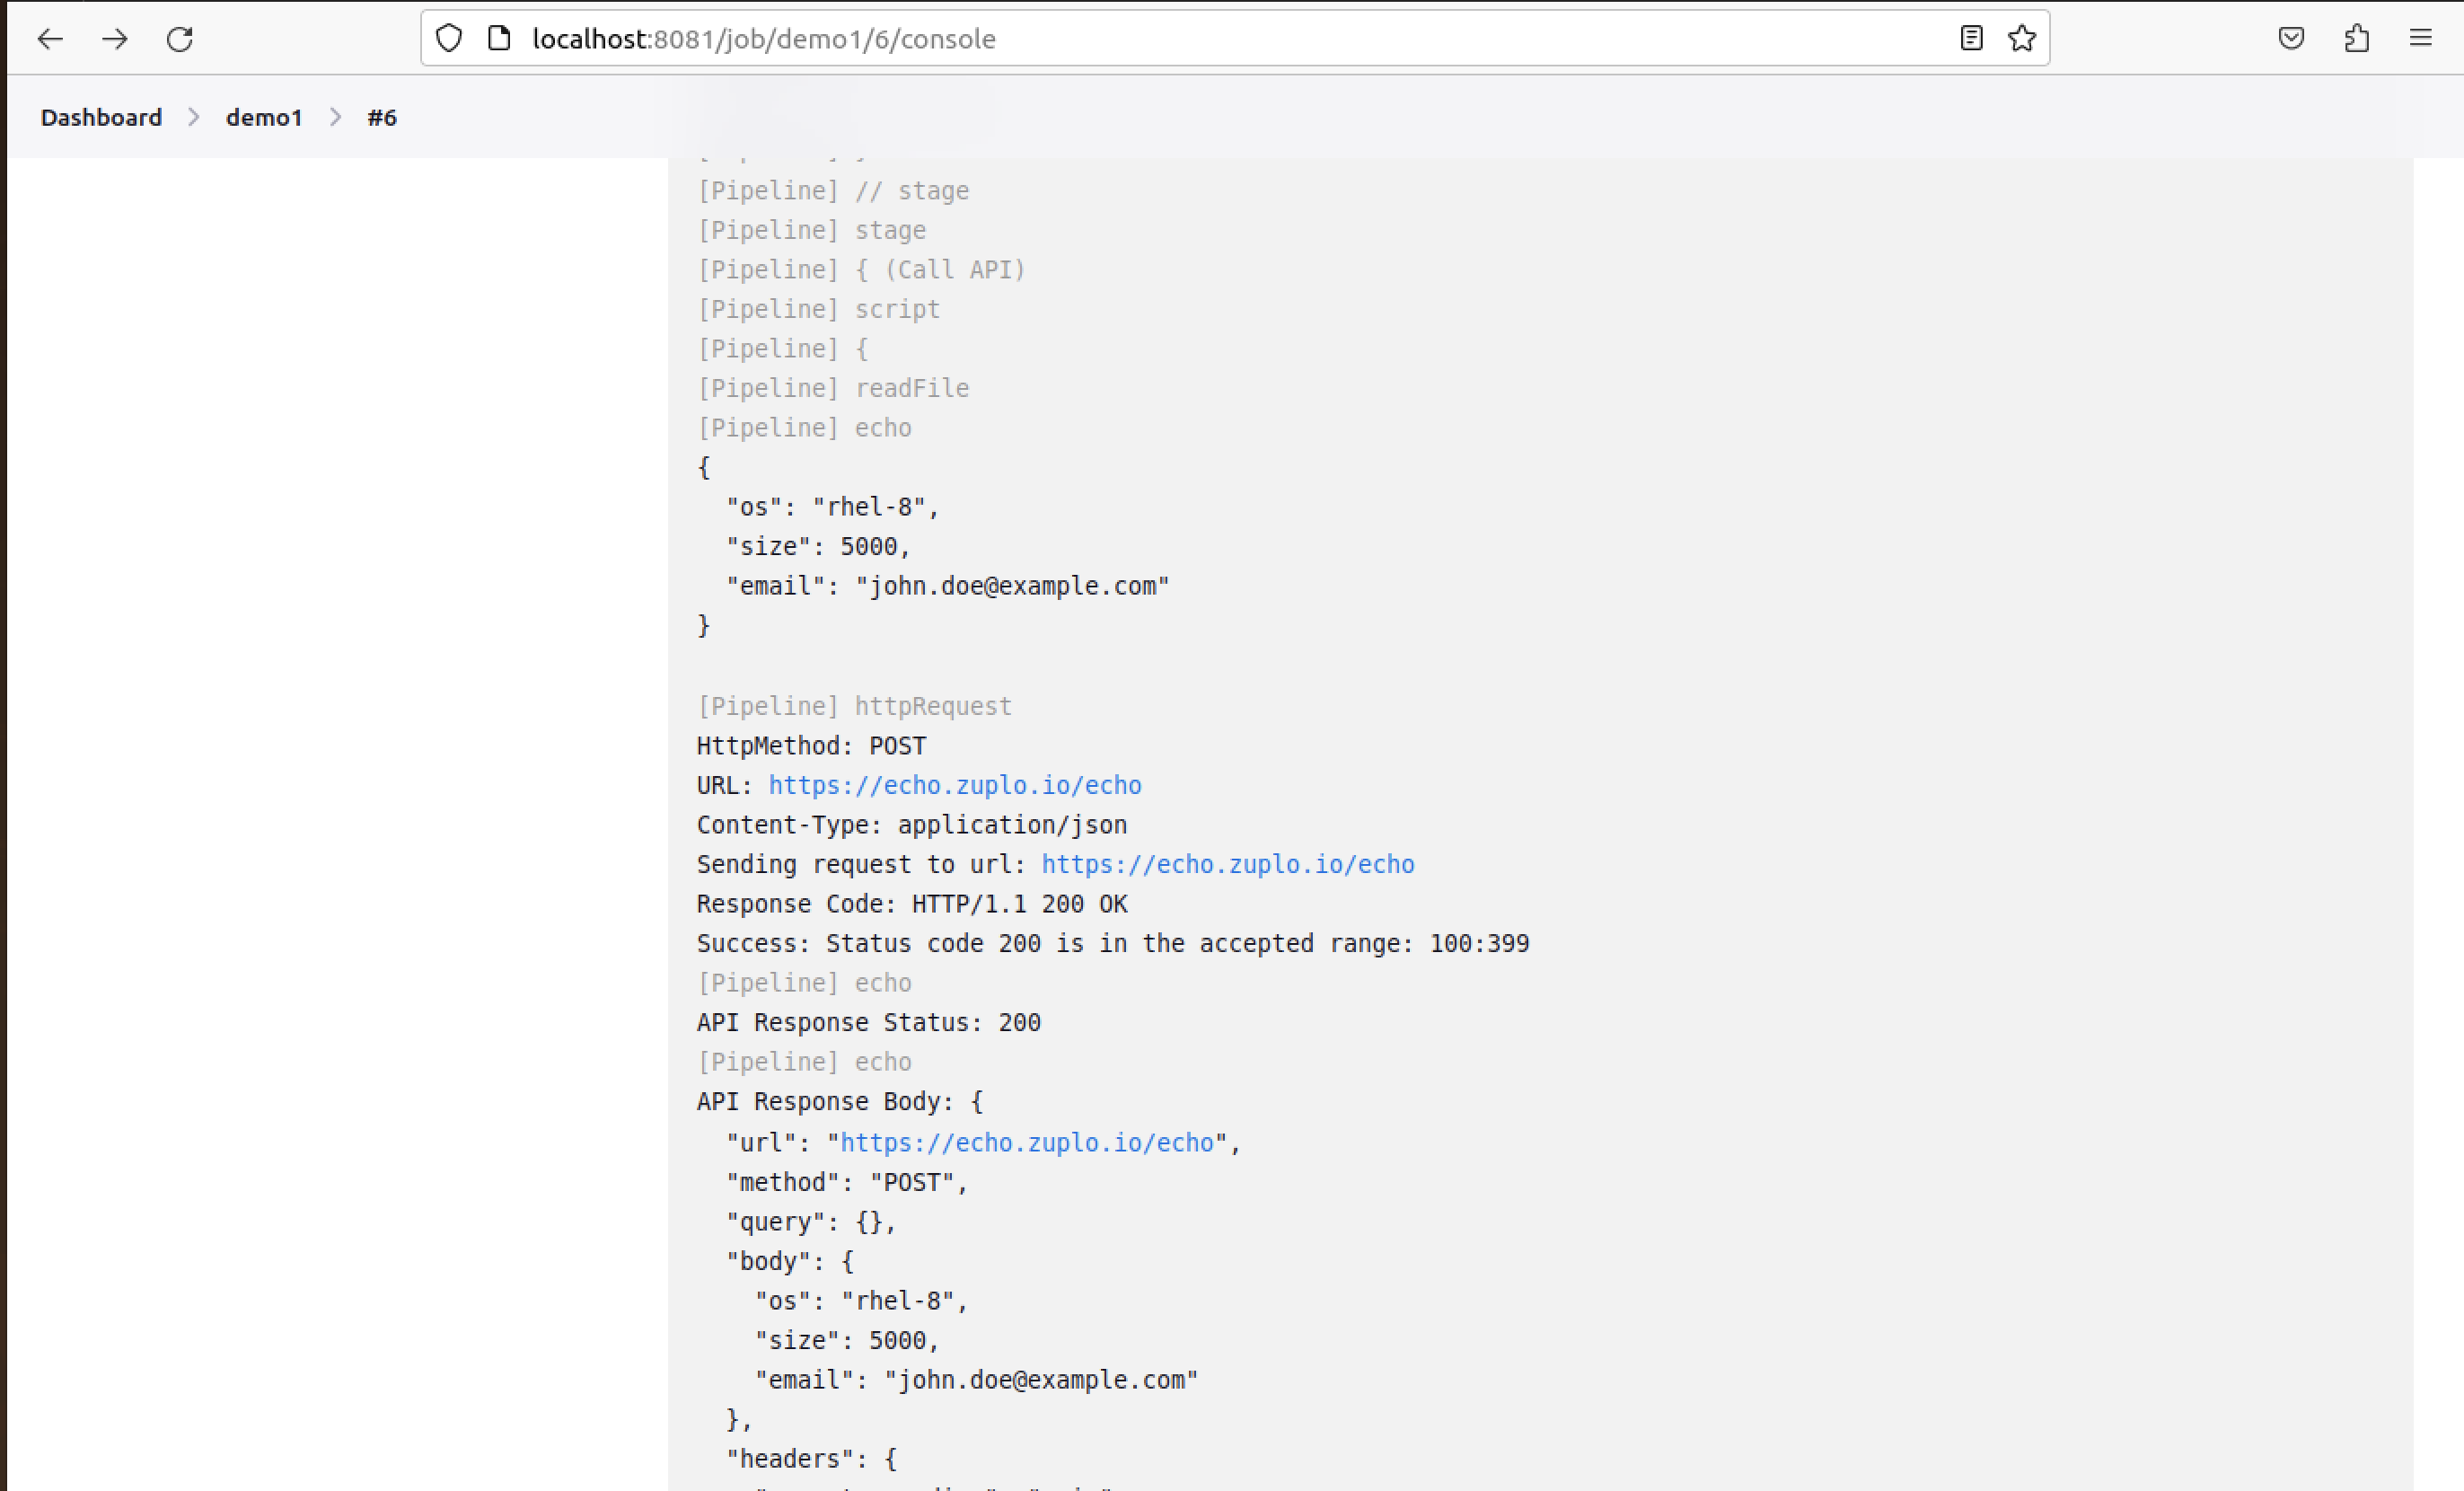 localhost:8081/job/demo1/6/console
Dashboard > demo1 > #6
[Pipeline] // stage
[Pipeline] stage
[Pipeline] { (Call API)
[Pipeline] script
[Pipeline] {
[Pipeline] readFile
[Pipeline] echo
{
  "os": "rhel-8",
  "size": 5000,
  "email": "john.doe@example.com"
}
[Pipeline] httpRequest
HttpMethod: POST
URL: https://echo.zuplo.io/echo
Content-Type: application/json
Sending request to url: https://echo.zuplo.io/echo
Response Code: HTTP/1.1 200 OK
Success: Status code 200 is in the accepted range: 100:399
[Pipeline] echo
API Response Status: 200
[Pipeline] echo
API Response Body: {
  "url": "https://echo.zuplo.io/echo",
  "method": "POST",
  "query": {},
  "body": {
    "os": "rhel-8",
    "size": 5000,
    "email": "john.doe@example.com"
  },
  "headers": {